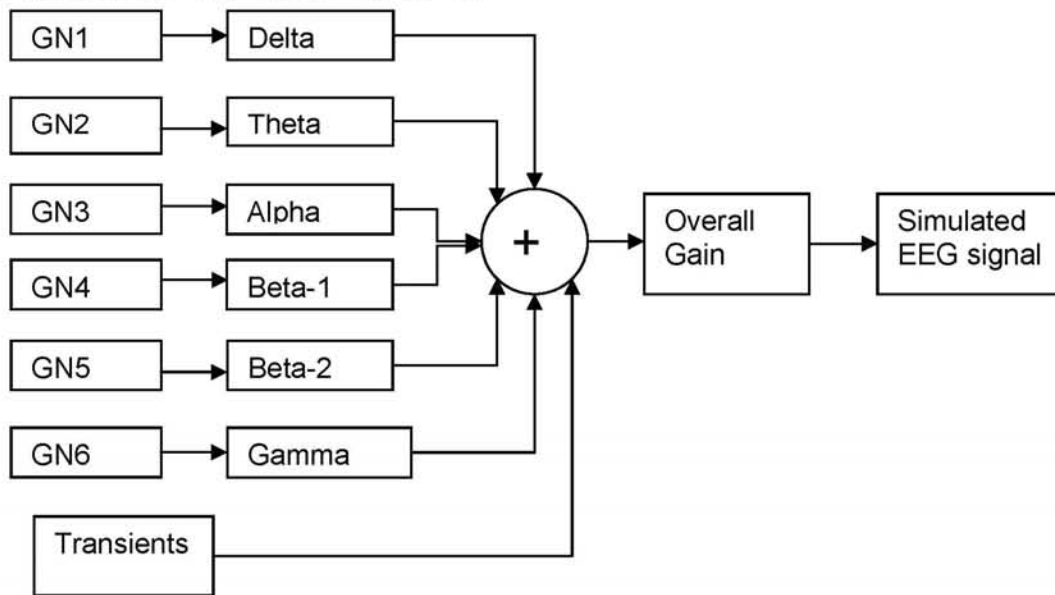 GN1
Delta
GN2
Theta
GN3
Alpha
GN4
Beta-1
GN5
Beta-2
GN6
Gamma
Transients
+
Overall
Gain
Simulated
EEG signal